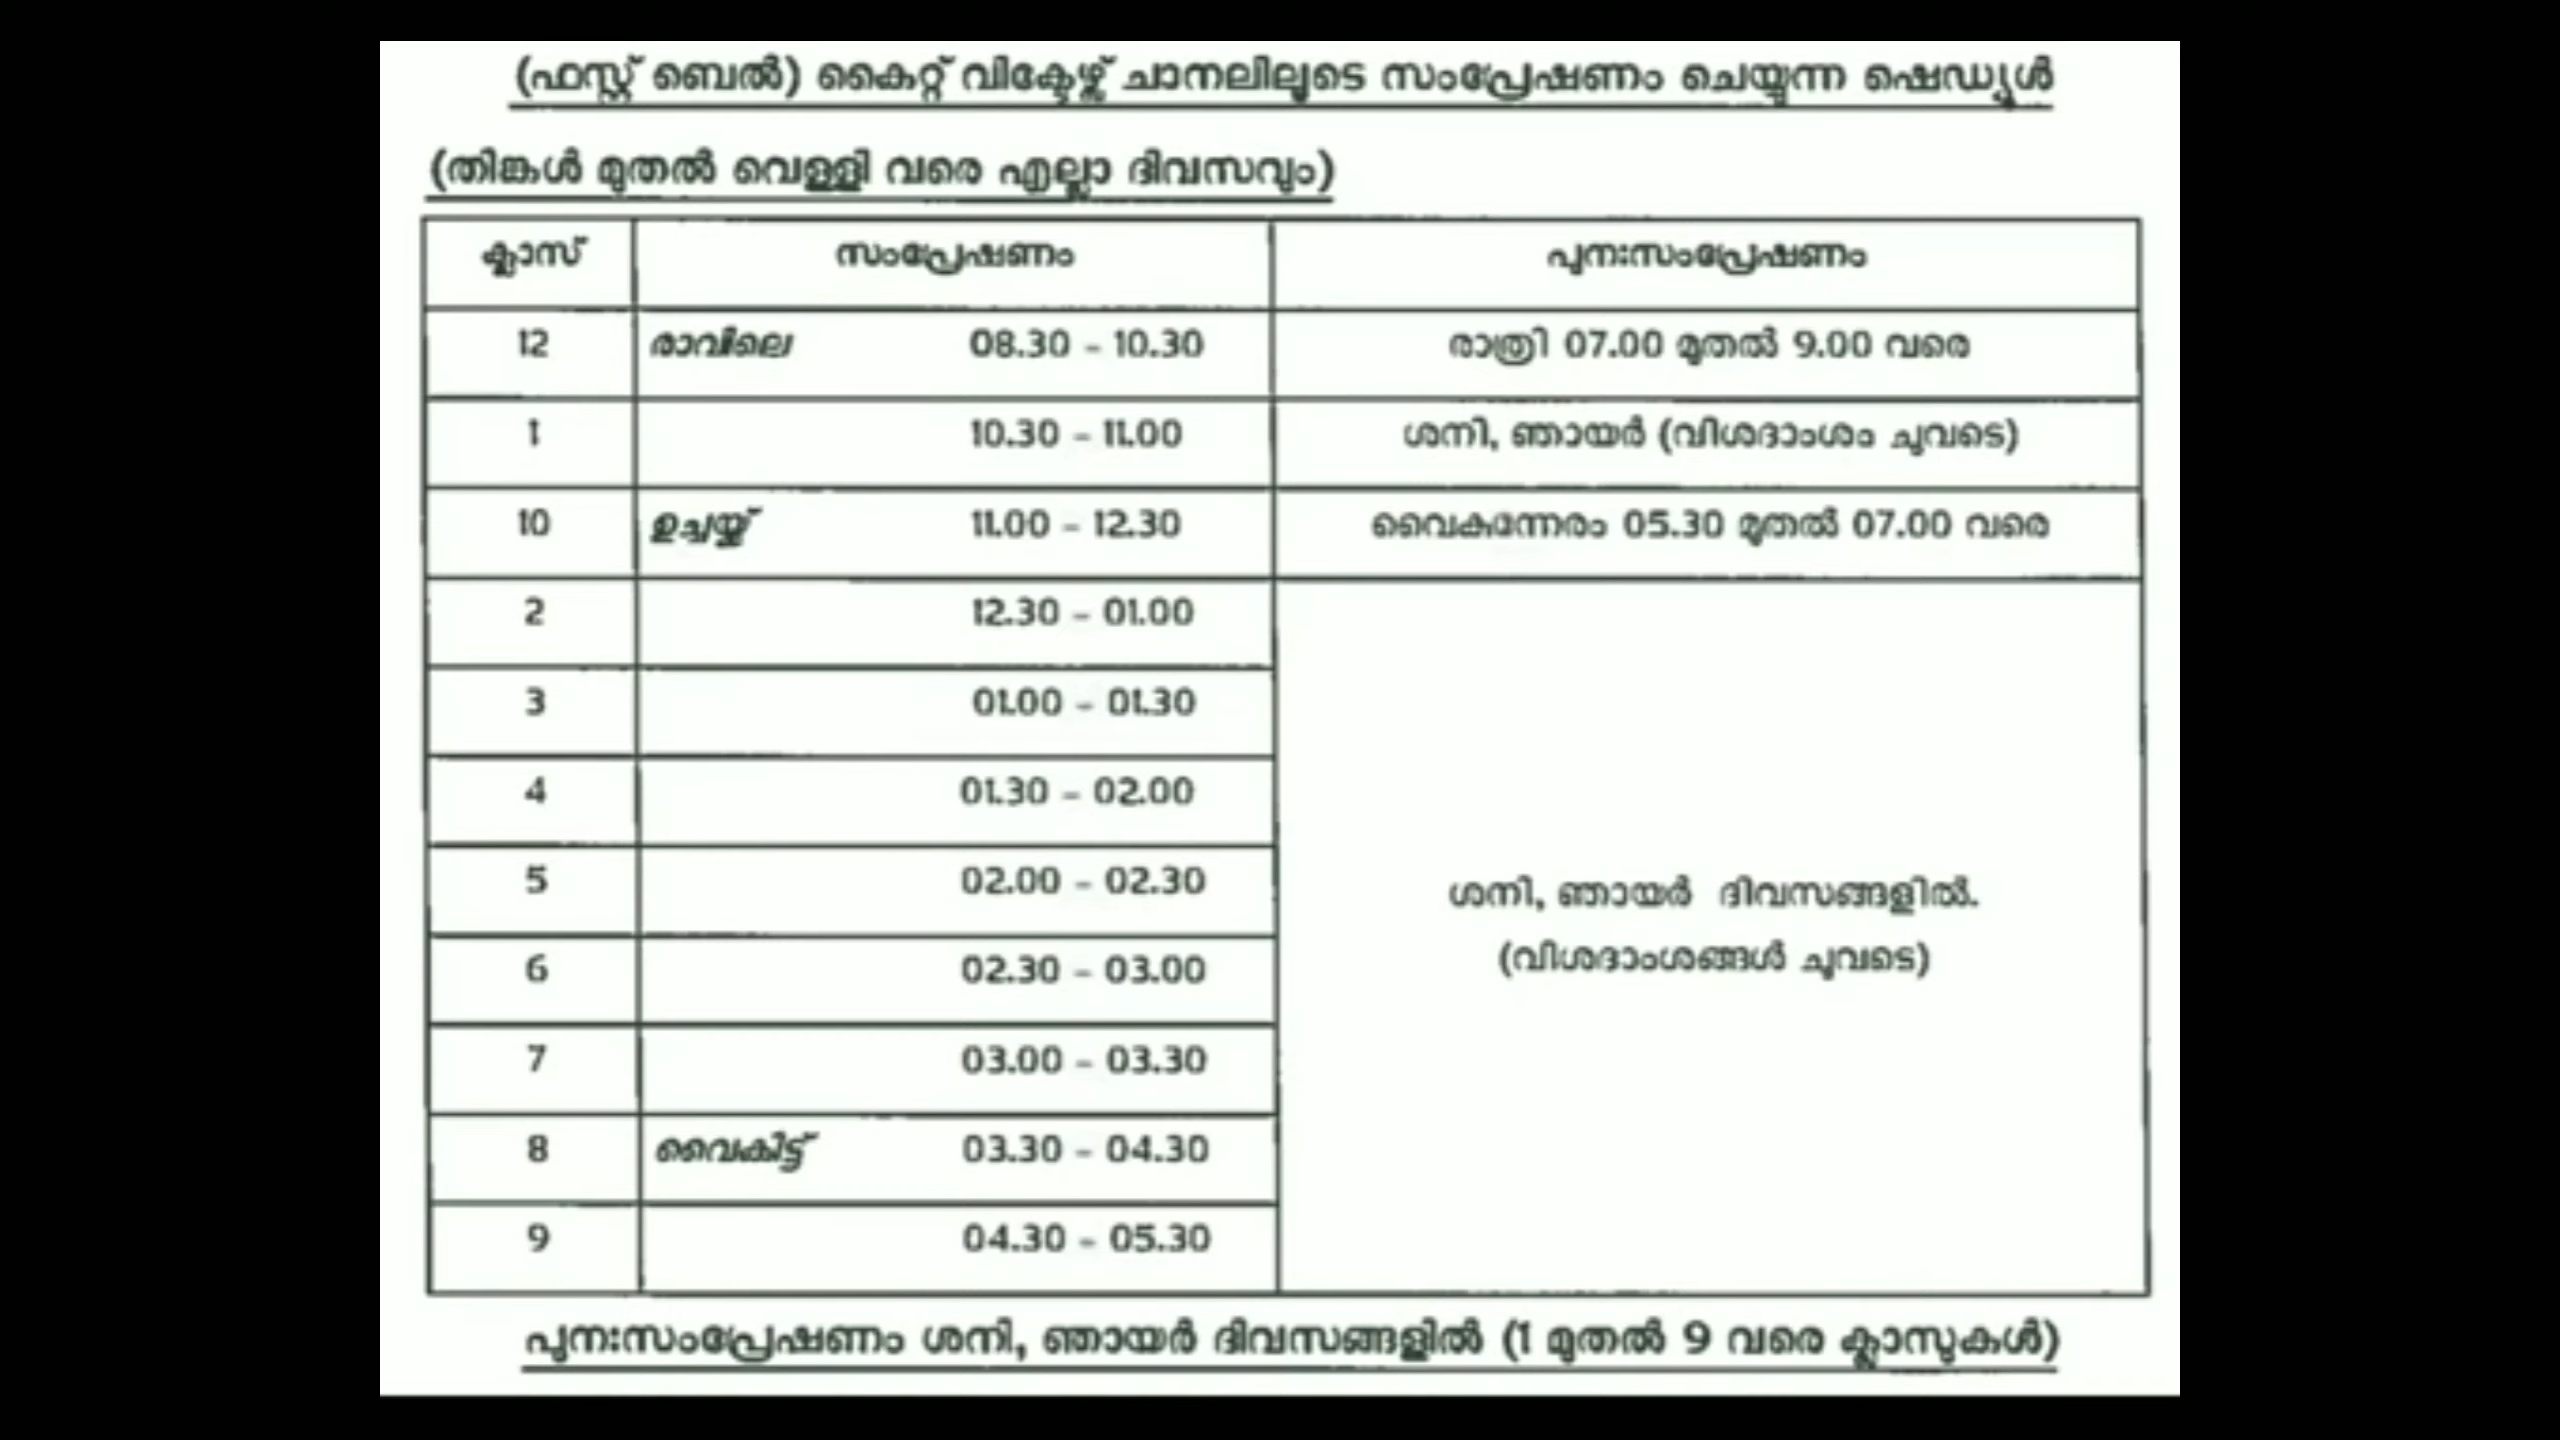 (ഫസ്റ്റ് ബെൽ) കൈറ്റ് വിക്ടേഴ്സ് ചാനലിലൂടെ സംപ്രേഷണം ചെയ്യുന്ന ഷെഡ്യൂൾ
(തിങ്കൾ മുതൽ വെള്ളി വരെ എല്ലാ ദിവസവും)
ക്ലാസ് സംപ്രേഷണം പുനഃസംപ്രേഷണം
12 രാവിലെ 08.30 - 10.30 രാത്രി 07.00 മുതൽ 9.00 വരെ
1 10.30 - 11.00 ശനി, ഞായർ (വിശദാംശം ചുവടെ)
10 ഉച്ചയ്ക്ക് 11.00 - 12.30 വൈകുന്നേരം 05.30 മുതൽ 07.00 വരെ
2 12.30 - 01.00
3 01.00 - 01.30
4 01.30 - 02.00
5 02.00 - 02.30
ശനി, ഞായർ ദിവസങ്ങളിൽ.
6 02.30 - 03.00
(വിശദാംശങ്ങൾ ചുവടെ)
7 03.00 - 03.30
8 വൈകിട്ട് 03.30 - 04.30
9 04.30 - 05.30
പുനഃസംപ്രേഷണം ശനി, ഞായർ ദിവസങ്ങളിൽ (1 മുതൽ 9 വരെ ക്ലാസുകൾ)